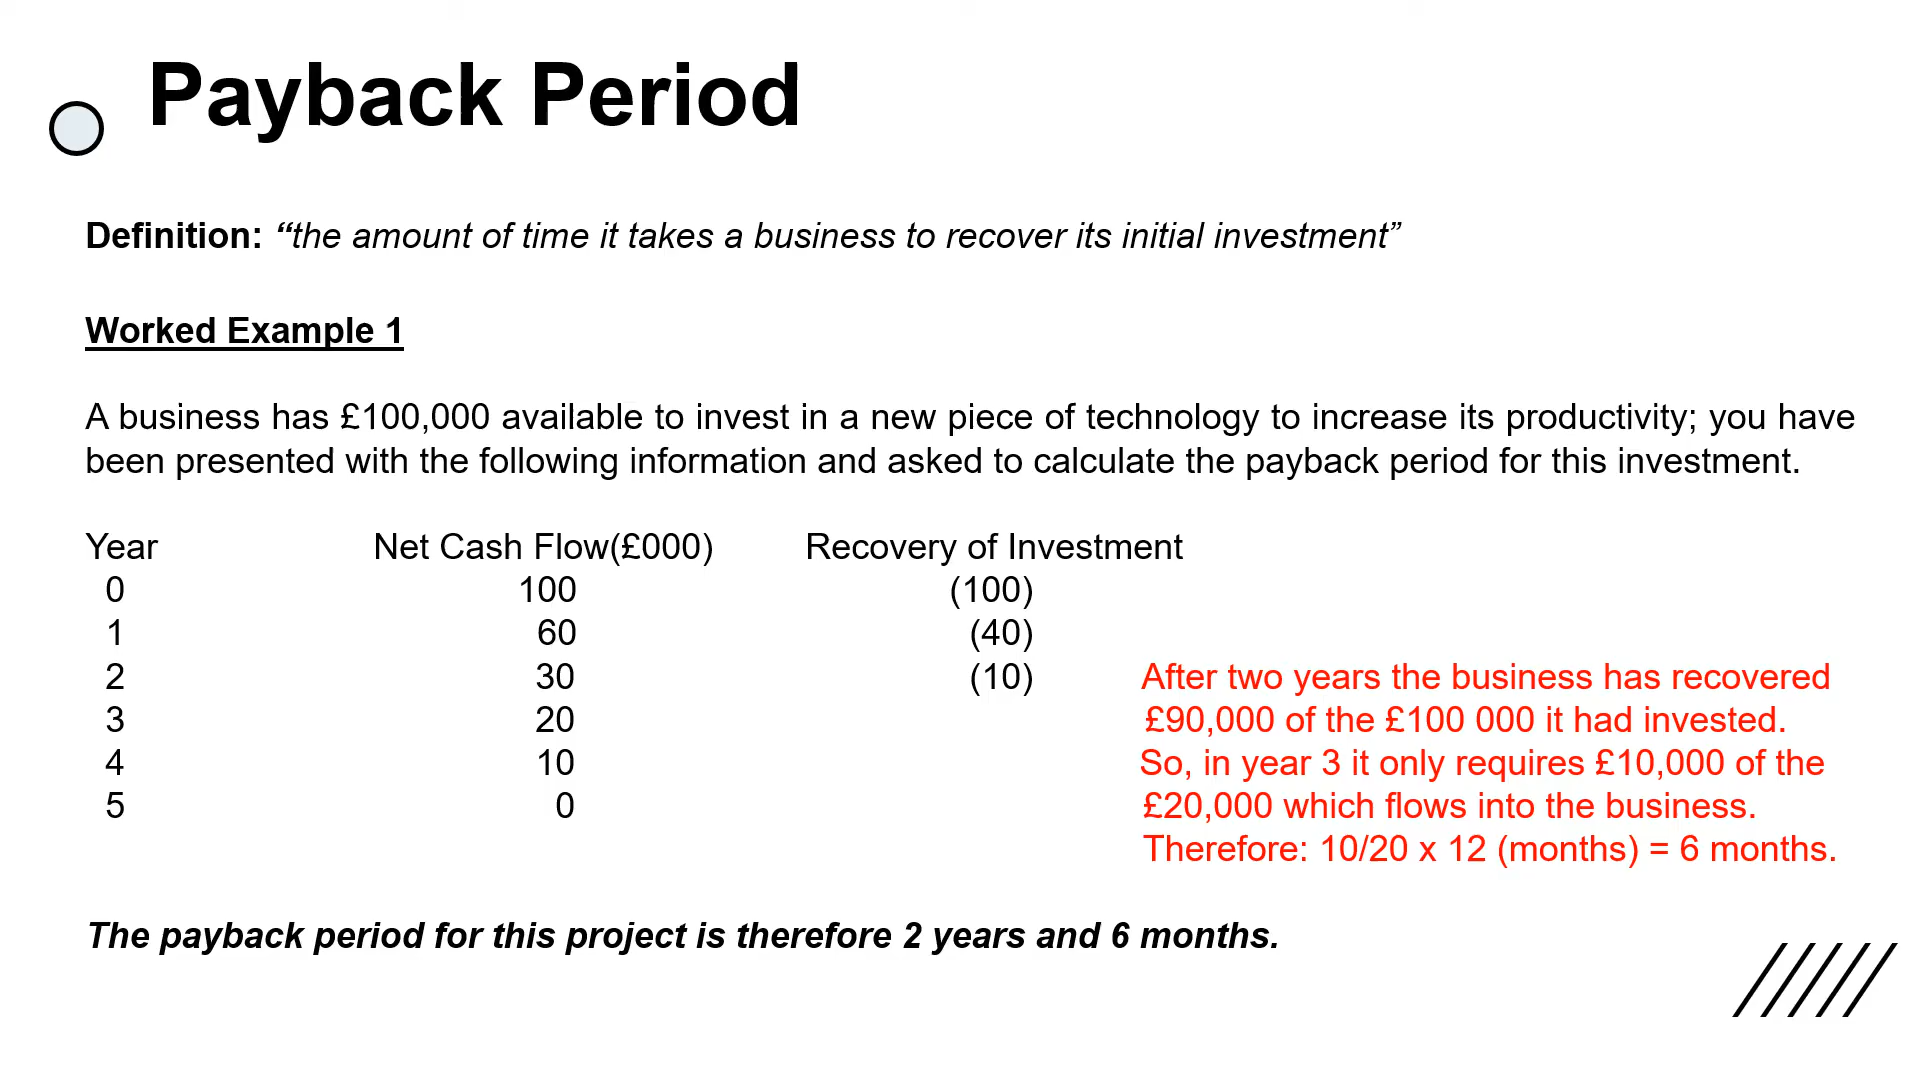 Payback Period
Definition: “the amount of time it takes a business to recover its initial investment”
Worked Example 1
A business has £100,000 available to invest in a new piece of technology to increase its productivity; you have
been presented with the following information and asked to calculate the payback period for this investment.
Year Net Cash Flow(£000) Recovery of Investment
0 100 (100)
1 60 (40)
2 30 (10) After two years the business has recovered
3 20 £90,000 of the £100 000 it had invested.
4 10 So, in year 3 it only requires £10,000 of the
5 0 £20,000 which flows into the business.
Therefore: 10/20 x 12 (months) = 6 months.
The payback period for this project is therefore 2 years and 6 months.